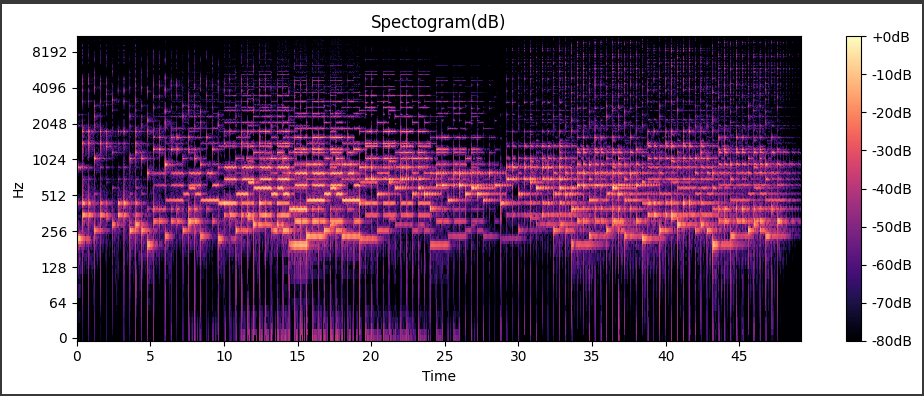 Spectogram(dB)
8192
4096
2048
1024
512
256
128
64
0
Hz
0 5 10 15 20 25 30 35 40 45
Time
+0dB
-10dB
-20dB
-30dB
-40dB
-50dB
-60dB
-70dB
-80dB